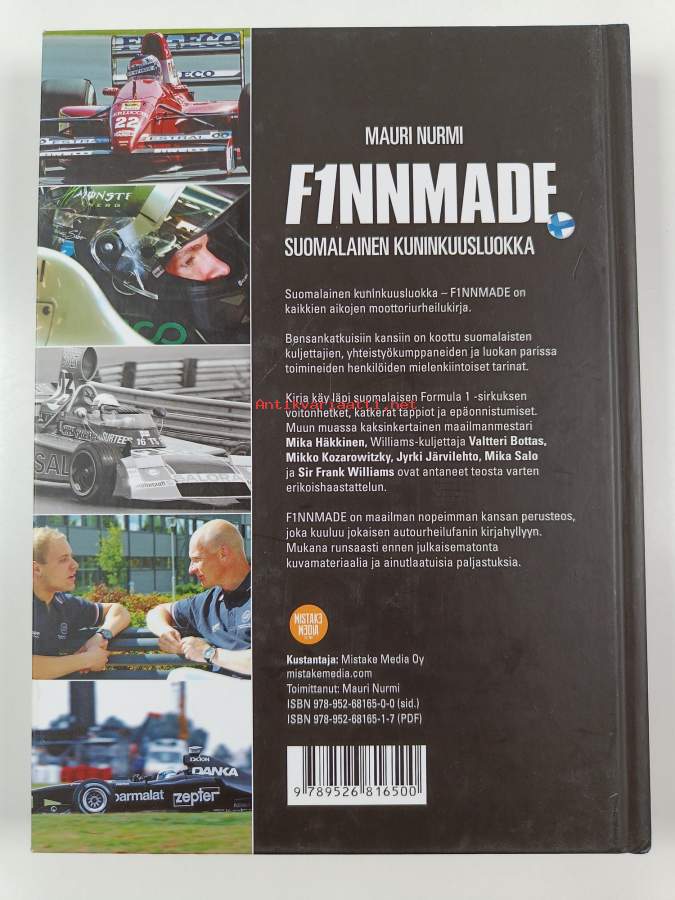 MAURI NURMI
F1NNMADE
SUOMALAINEN KUNINKUUSLUOKKA
Suomalainen kuninkuusluokka – F1NNMADE on
kaikkien aikojen moottoriurheilukirja.
Bensankatkuisiin kansiin on koottu suomalaisten
kuljettajien, yhteistyökumppaneiden ja luokan parissa
toimineiden henkilöiden mielenkiintoiset tarinat.
Kirja käy läpi suomalaisen Formula 1 -sirkuksen
voitonhetket, katkerat tappiot ja epäonnistumiset.
Muun muassa kaksinkertainen maailmanmestari
Mika Häkkinen, Williams-kuljettaja Valtteri Bottas,
Mikko Kozarowitzky, Jyrki Järvilehto, Mika Salo
ja Sir Frank Williams ovat antaneet teosta varten
erikoishaastattelun.
F1NNMADE on maailman nopeimman kansan perusteos,
joka kuuluu jokaisen autourheilufanin kirjahyllyyn.
Mukana runsaasti ennen julkaisematonta
kuvamateriaalia ja ainutlaatuisia paljastuksia.
MISTAKE
MEDIA
Kustantaja: Mistake Media Oy
mistakemedia.com
Toimittanut: Mauri Nurmi
ISBN 978-952-68165-0-0 (sid.)
ISBN 978-952-68165-1-7 (PDF)
9 789526 816500
Antikvariaatti.net
22
SURTEES
TS
DANKA
parmalat
zepter